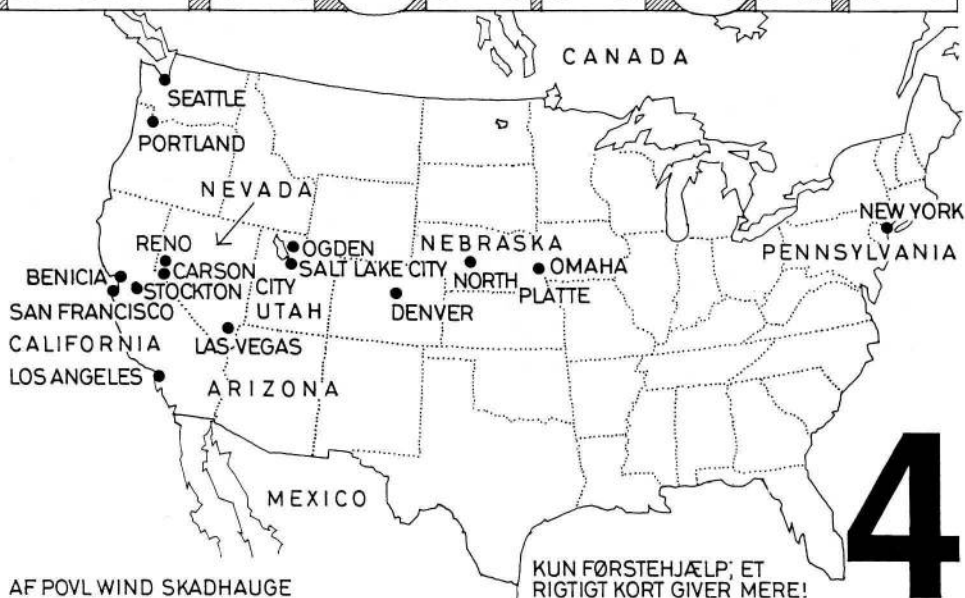 CANADA
SEATTLE
PORTLAND
NEVADA
NEW YORK
PENNSYLVANIA
RENO
OGDEN
NEBRASKA
BENICIA
CARSON
CITY
SALT LAKE CITY
NORTH
PLATTE
OMAHA
STOCKTON
SAN FRANCISCO
UTAH
DENVER
CALIFORNIA
LAS VEGAS
LOS ANGELES
ARIZONA
MEXICO
4
AF POVL WIND SKADHAUGE
KUN FØRSTEHJÆLP; ET
RIGTIGT KORT GIVER MERE!